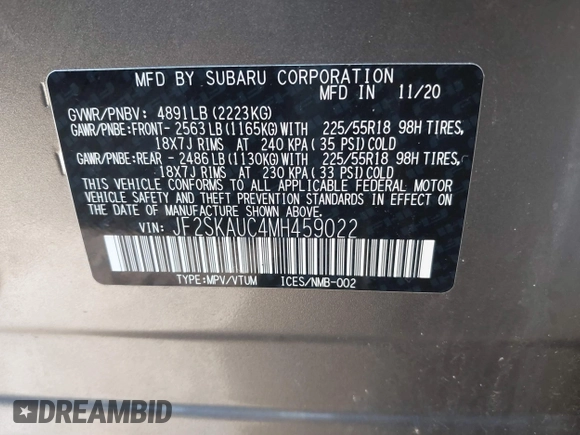 MFD BY SUBARU CORPORATION
MFD IN 11/20
GVWR/PNBV: 4891LB(2223KG)
GAWR/PNBE:FRONT- 2563LB(1165KG)WITH 225/55R18 98H TIRES,
18X7J RIMS AT 240 KPA(35 PSI)COLD
GAWR/PNBE:REAR -2486LB(1130KG)WITH 225/55R18 98H TIRES,
18X7J RIMS AT 230 KPA(33 PSI)COLD
THIS VEHICLE CONFORMS TO ALL APPLICABLE FEDERAL MOTOR
VEHICLE SAFETY AND THEFT PREVENTION STANDARDS IN
EFFECT ON THE DATE OF MANUFACTURE SHOWN ABOVE.
VIN: JF2SKAUC4MH459022
TYPE:MPV/VTUM ICES/NMB-002
DREAMBID